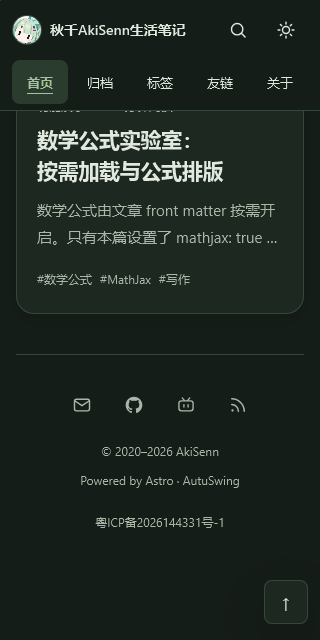 秋千AkiSenn生活笔记
首页 归档 标签 友链 关于
数学公式实验室：
按需加载与公式排版
数学公式由文章 front matter 按需开
启。只有本篇设置了 mathjax: true ...
#数学公式 #MathJax #写作
© 2020–2026 AkiSenn
Powered by Astro · AutuSwing
粤ICP备2026144331号-1
↑